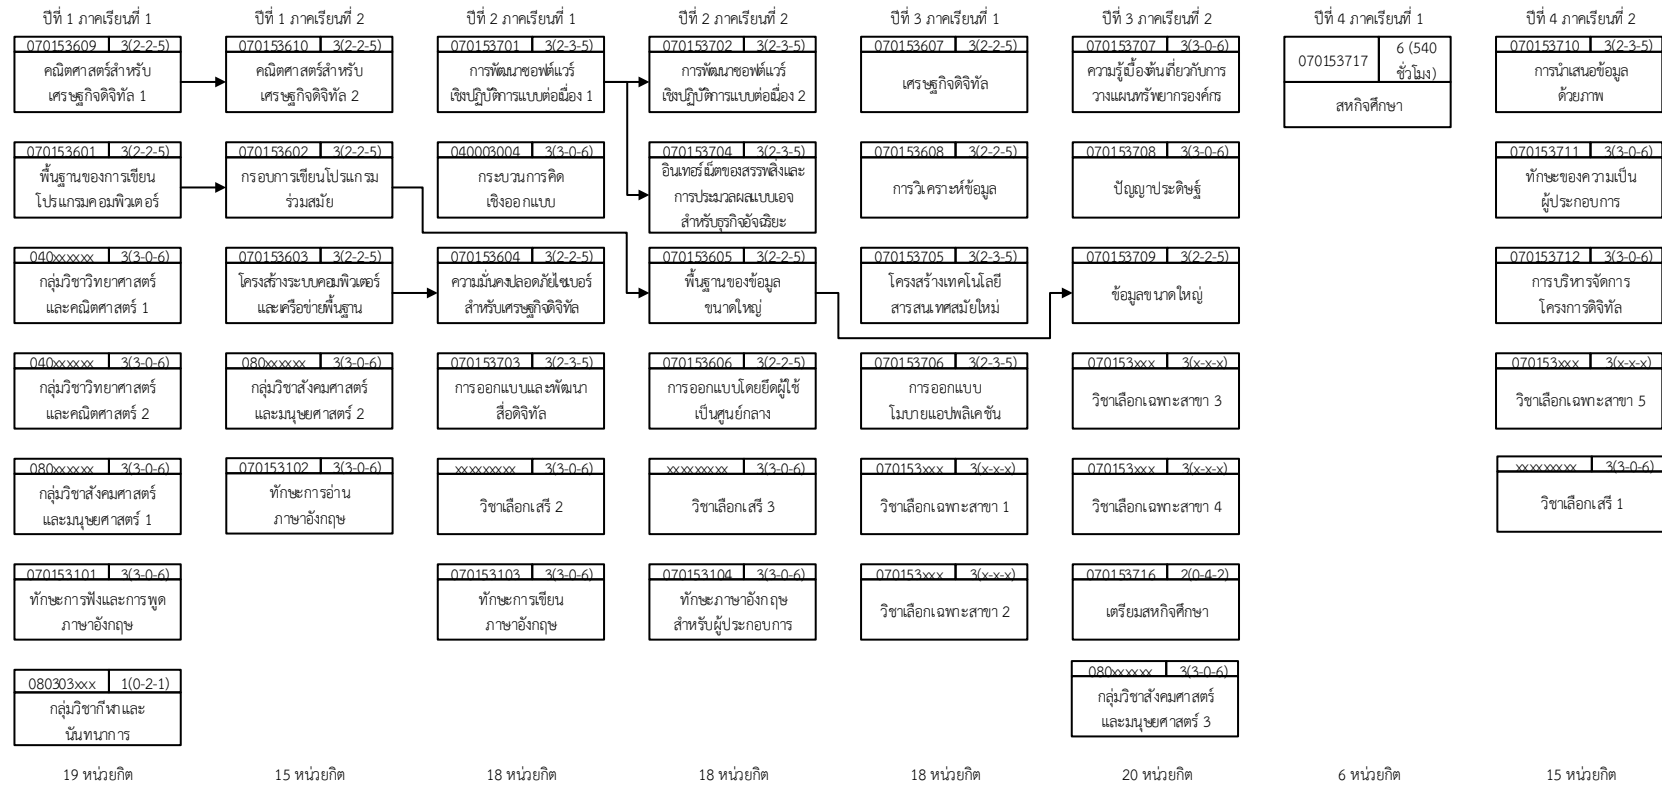 ปีที่ 1 ภาคเรียนที่ 1
070153609 3(2-2-5)
คณิตศาสตร์สำหรับ
เศรษฐกิจดิจิทัล 1
070153601 3(2-2-5)
พื้นฐานของการเขียน
โปรแกรมคอมพิวเตอร์
040xxxxxx 3(3-0-6)
กลุ่มวิชาวิทยาศาสตร์
และคณิตศาสตร์ 1
040xxxxxx 3(3-0-6)
กลุ่มวิชาวิทยาศาสตร์
และคณิตศาสตร์ 2
080xxxxxx 3(3-0-6)
กลุ่มวิชาสังคมศาสตร์
และมนุษยศาสตร์ 1
070153101 3(3-0-6)
ทักษะการฟังและการพูด
ภาษาอังกฤษ
080303xxx 1(0-2-1)
กลุ่มวิชากีฬาและ
นันทนาการ
19 หน่วยกิต
ปีที่ 1 ภาคเรียนที่ 2
070153610 3(2-2-5)
คณิตศาสตร์สำหรับ
เศรษฐกิจดิจิทัล 2
070153602 3(2-2-5)
กรอบการเขียนโปรแกรม
ร่วมสมัย
070153603 3(2-2-5)
โครงสร้างระบบคอมพิวเตอร์
และเครือข่ายพื้นฐาน
080xxxxxx 3(3-0-6)
กลุ่มวิชาสังคมศาสตร์
และมนุษยศาสตร์ 2
070153102 3(3-0-6)
ทักษะการอ่าน
ภาษาอังกฤษ
15 หน่วยกิต
ปีที่ 2 ภาคเรียนที่ 1
070153701 3(2-3-5)
การพัฒนาซอฟต์แวร์
เชิงปฏิบัติการแบบต่อเนื่อง 1
040003004 3(3-0-6)
กระบวนการคิด
เชิงออกแบบ
070153604 3(2-2-5)
ความมั่นคงปลอดภัยไซเบอร์
สำหรับเศรษฐกิจดิจิทัล
070153703 3(2-3-5)
การออกแบบและพัฒนา
สื่อดิจิทัล
xxxxxxxxx 3(3-0-6)
วิชาเลือกเสรี 2
070153103 3(3-0-6)
ทักษะการเขียน
ภาษาอังกฤษ
18 หน่วยกิต
ปีที่ 2 ภาคเรียนที่ 2
070153702 3(2-3-5)
การพัฒนาซอฟต์แวร์
เชิงปฏิบัติการแบบต่อเนื่อง 2
070153704 3(2-3-5)
อินเทอร์เน็ตของสรรพสิ่งและ
การประมวลผลแบบเอจ
สำหรับธุรกิจอัจฉริยะ
070153605 3(2-2-5)
พื้นฐานของข้อมูล
ขนาดใหญ่
070153606 3(2-2-5)
การออกแบบโดยยึดผู้ใช้
เป็นศูนย์กลาง
xxxxxxxxx 3(3-0-6)
วิชาเลือกเสรี 3
070153104 3(3-0-6)
ทักษะภาษาอังกฤษ
สำหรับผู้ประกอบการ
18 หน่วยกิต
ปีที่ 3 ภาคเรียนที่ 1
070153607 3(2-2-5)
เศรษฐกิจดิจิทัล
070153608 3(2-2-5)
การวิเคราะห์ข้อมูล
070153705 3(2-3-5)
โครงสร้างเทคโนโลยี
สารสนเทศสมัยใหม่
070153706 3(2-3-5)
การออกแบบ
โมบายแอปพลิเคชัน
070153xxx 3(x-x-x)
วิชาเลือกเฉพาะสาขา 1
070153xxx 3(x-x-x)
วิชาเลือกเฉพาะสาขา 2
18 หน่วยกิต
ปีที่ 3 ภาคเรียนที่ 2
070153707 3(3-0-6)
ความรู้เบื้องต้นเกี่ยวกับการ
วางแผนทรัพยากรองค์กร
070153708 3(3-0-6)
ปัญญาประดิษฐ์
070153709 3(2-2-5)
ข้อมูลขนาดใหญ่
070153xxx 3(x-x-x)
วิชาเลือกเฉพาะสาขา 3
070153xxx 3(x-x-x)
วิชาเลือกเฉพาะสาขา 4
070153716 2(0-4-2)
เตรียมสหกิจศึกษา
080xxxxxx 3(3-0-6)
กลุ่มวิชาสังคมศาสตร์
และมนุษยศาสตร์ 3
20 หน่วยกิต
ปีที่ 4 ภาคเรียนที่ 1
070153717 6 (540
ชั่วโมง)
สหกิจศึกษา
6 หน่วยกิต
ปีที่ 4 ภาคเรียนที่ 2
070153710 3(2-3-5)
การนำเสนอข้อมูล
ด้วยภาพ
070153711 3(3-0-6)
ทักษะของความเป็น
ผู้ประกอบการ
070153712 3(3-0-6)
การบริหารจัดการ
โครงการดิจิทัล
070153xxx 3(x-x-x)
วิชาเลือกเฉพาะสาขา 5
xxxxxxxxx 3(3-0-6)
วิชาเลือกเสรี 1
15 หน่วยกิต